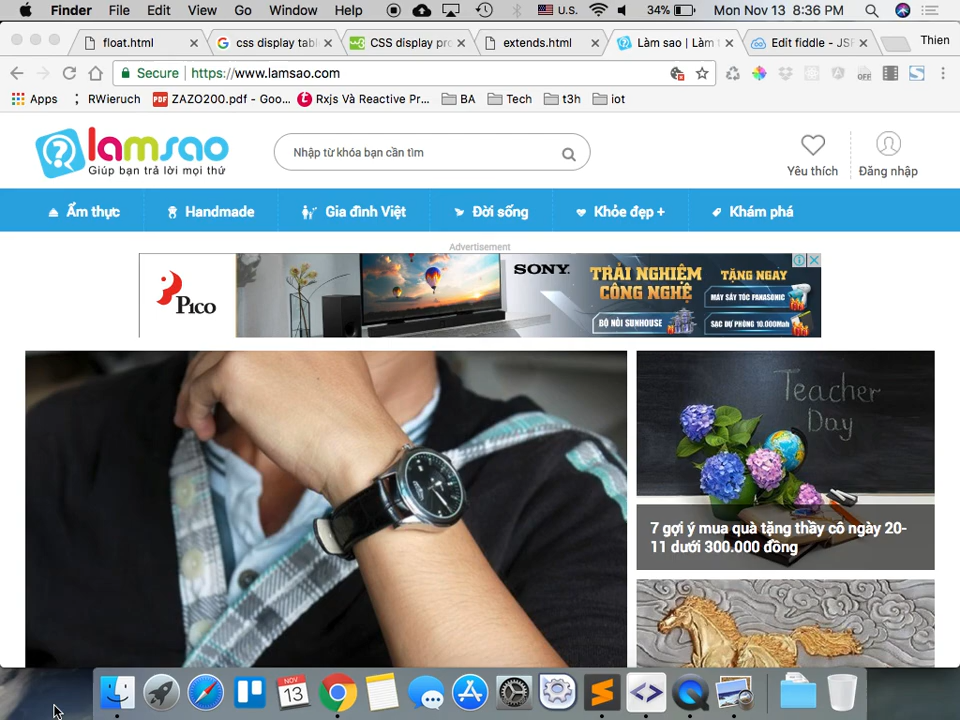 Finder File Edit View Go Window Help U.S. 34% Mon Nov 13 8:36 PM
float.html css display tabl CSS display pro extends.html Làm sao | Làm t Edit fiddle - JSF Thien
Secure https://www.lamsao.com
Apps RWieruch PDF ZAZO200.pdf - Goo... Rxjs Và Reactive Pr... BA Tech t3h iot
lamsao
Giúp bạn trả lời mọi thứ
Nhập từ khóa bạn cần tìm
Yêu thích Đăng nhập
Ẩm thực Handmade Gia đình Việt Đời sống Khỏe đẹp + Khám phá
Advertisement
PICO
SONY.
TRẢI NGHIỆM
CÔNG NGHỆ
BỘ NỒI SUNHOUSE
TẶNG NGAY
MÁY SẤY TÓC PANASONIC
SẠC DỰ PHÒNG 10.000Mah
Teacher
Day
7 gợi ý mua quà tặng thầy cô ngày 20-
11 dưới 300.000 đồng
NOV
13